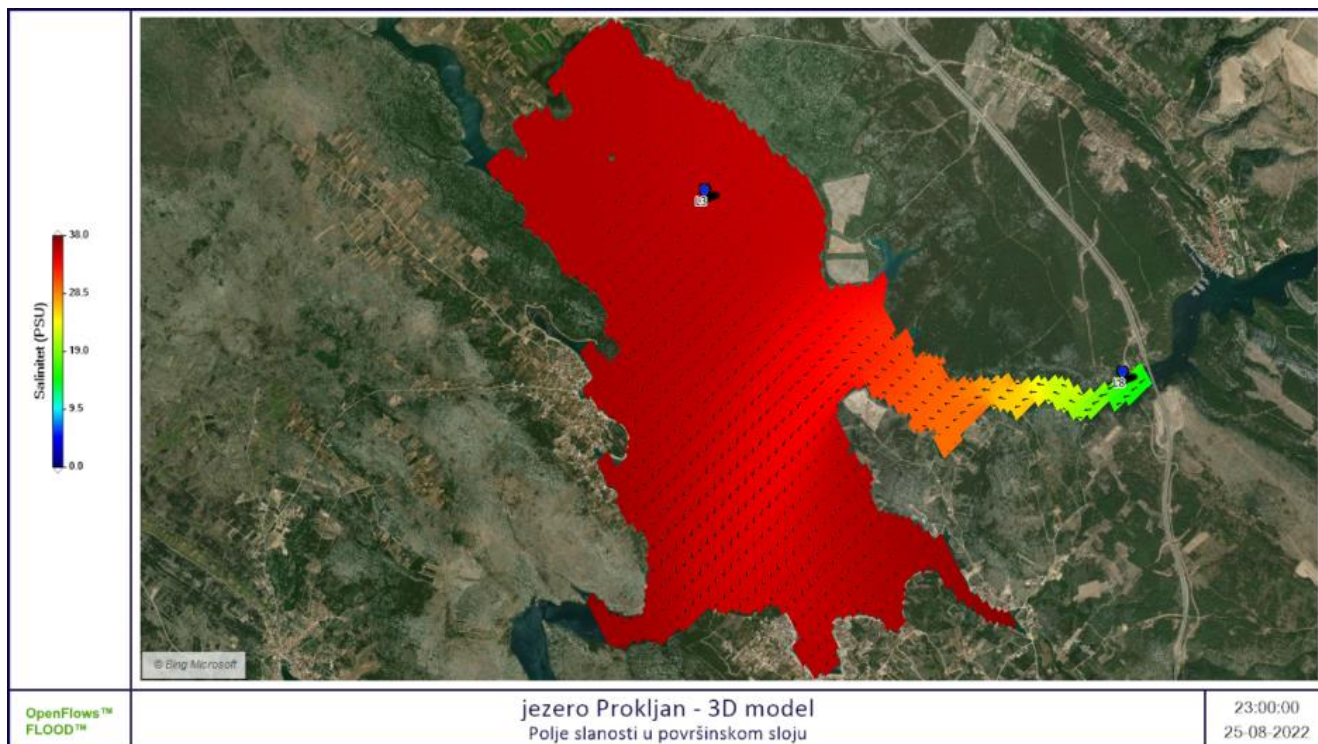 Salinitet (PSU)
38.0
28.5
19.0
9.5
0.0
© Bing Microsoft
OpenFlows™
FLOOD™
jezero Prokljan - 3D model
Polje slanosti u površinskom sloju
23:00:00
25-08-2022